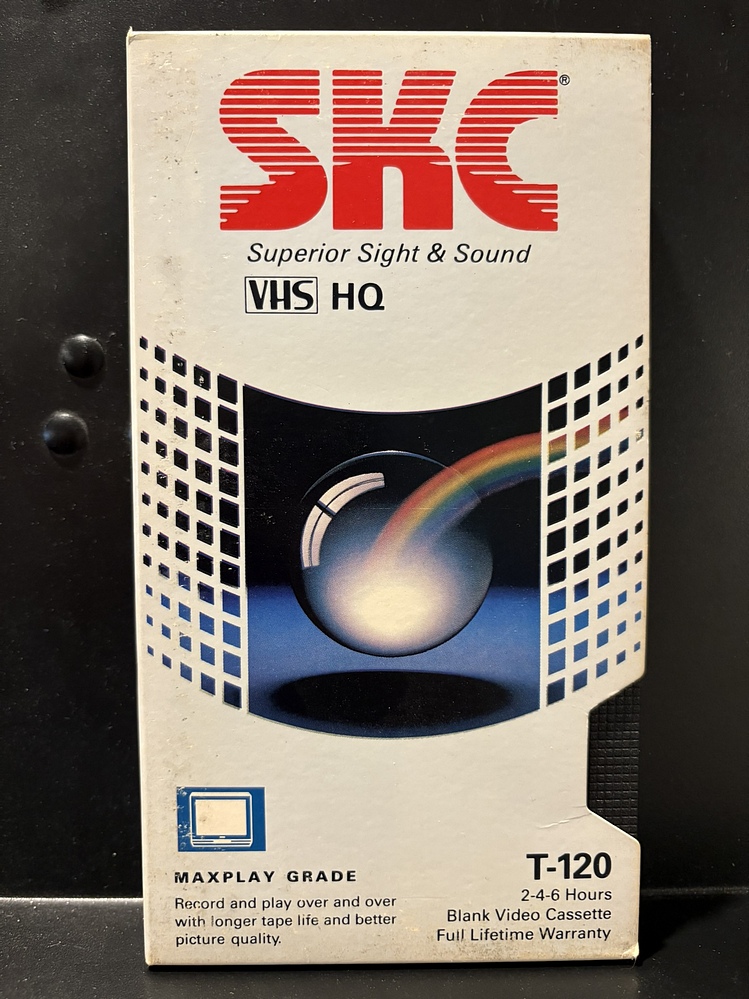 SKC®
Superior Sight & Sound
VHS HQ
MAXPLAY GRADE
Record and play over and over
with longer tape life and better
picture quality.
T-120
2-4-6 Hours
Blank Video Cassette
Full Lifetime Warranty